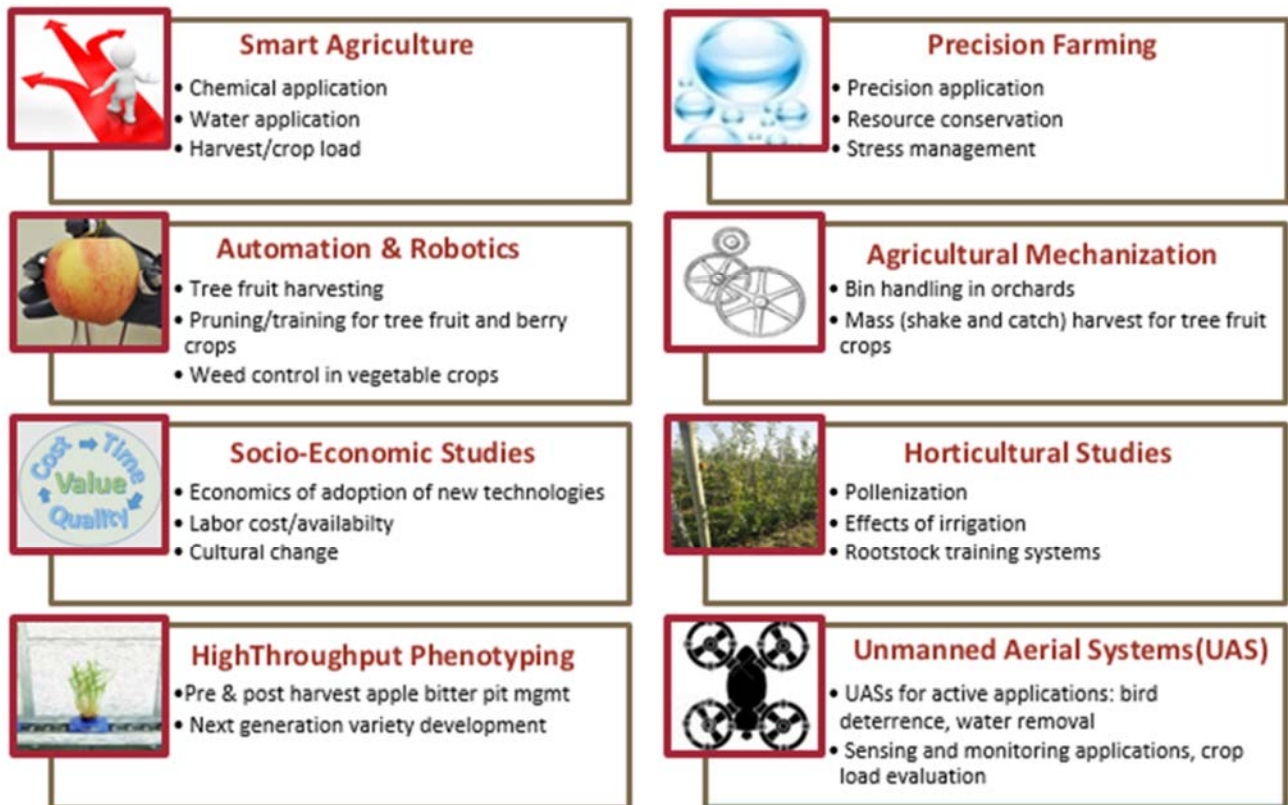 Smart Agriculture
• Chemical application
• Water application
• Harvest/crop load
Precision Farming
• Precision application
• Resource conservation
• Stress management
Automation & Robotics
• Tree fruit harvesting
• Pruning/training for tree fruit and berry
crops
• Weed control in vegetable crops
Agricultural Mechanization
• Bin handling in orchards
• Mass (shake and catch) harvest for tree fruit
crops
Cost
Time
Value
Quality
Socio-Economic Studies
• Economics of adoption of new technologies
• Labor cost/availabilty
• Cultural change
Horticultural Studies
• Pollenization
• Effects of irrigation
• Rootstock training systems
HighThroughput Phenotyping
•Pre & post harvest apple bitter pit mgmt
• Next generation variety development
Unmanned Aerial Systems(UAS)
• UASs for active applications: bird
deterrence, water removal
• Sensing and monitoring applications, crop
load evaluation